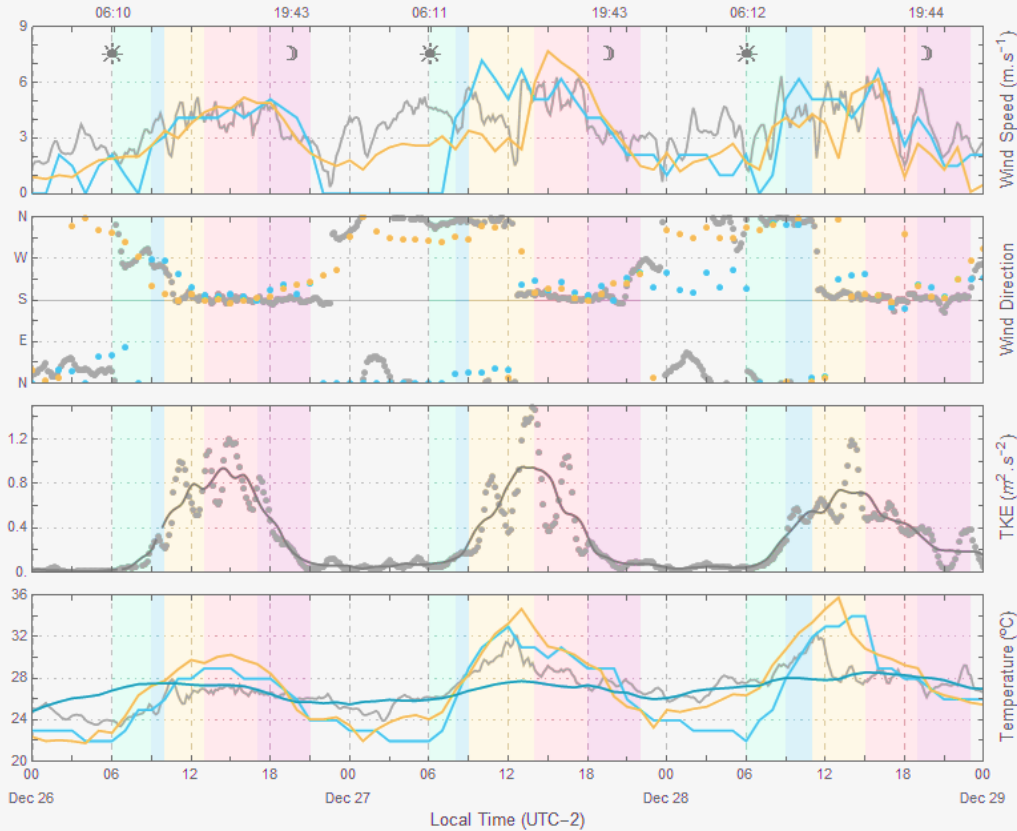 06:10 19:43 06:11 19:43 06:12 19:44
9
6
3
0
Wind Speed (m.s⁻¹)
N
W
S
E
N
Wind Direction
1.2
0.8
0.4
0.
TKE (m².s⁻²)
36
32
28
24
20
Temperature (ºC)
00 06 12 18 00 06 12 18 00 06 12 18 00
Dec 26 Dec 27 Dec 28 Dec 29
Local Time (UTC−2)